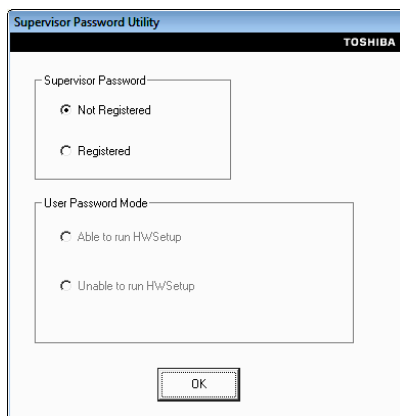 Supervisor Password Utility
TOSHIBA
Supervisor Password
Not Registered
Registered
User Password Mode
Able to run HWSetup
Unable to run HWSetup
OK